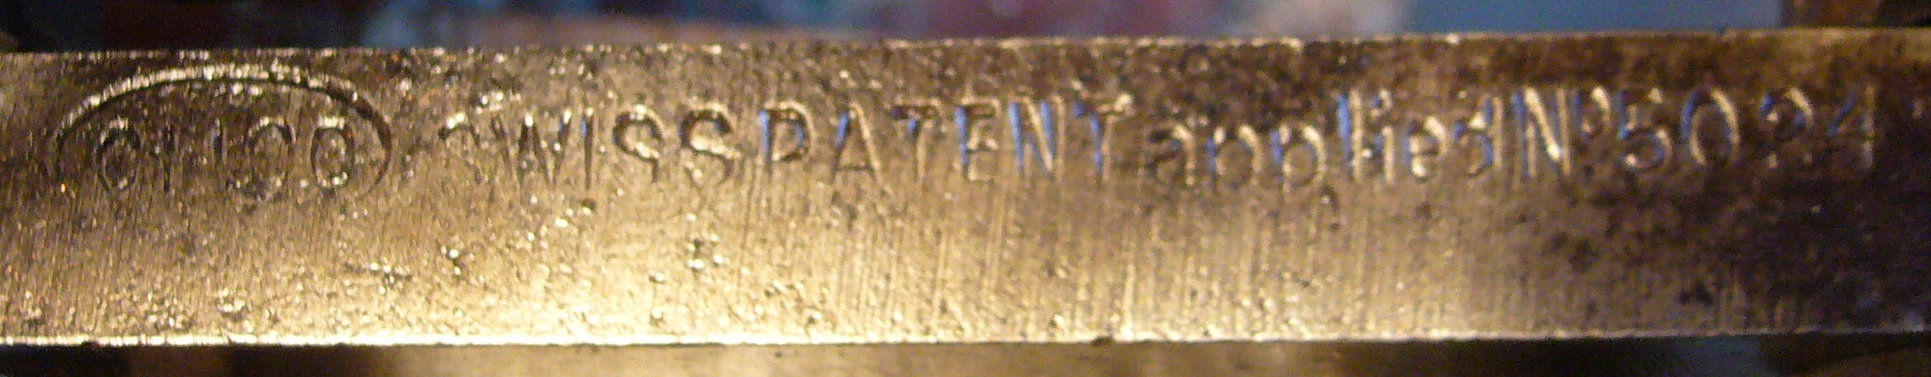 SWISS PATENT applied Nº 5024